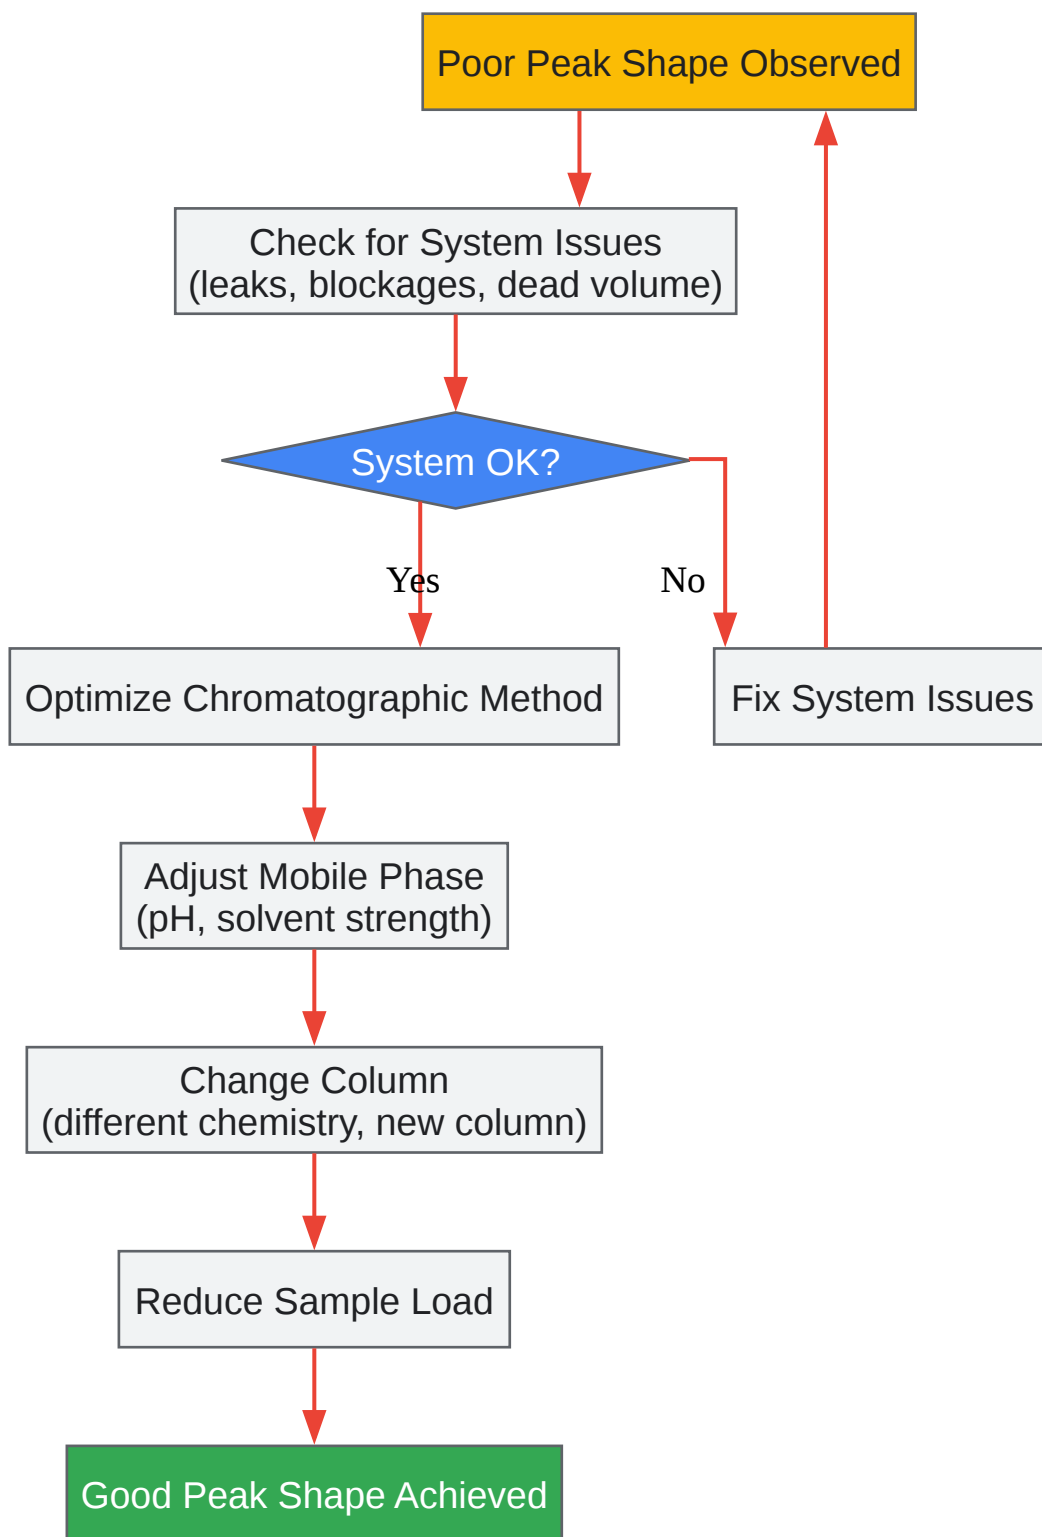 Poor Peak Shape Observed
Check for System Issues
(leaks, blockages, dead volume)
System OK?
Yes
No
Optimize Chromatographic Method
Fix System Issues
Adjust Mobile Phase
(pH, solvent strength)
Change Column
(different chemistry, new column)
Reduce Sample Load
Good Peak Shape Achieved